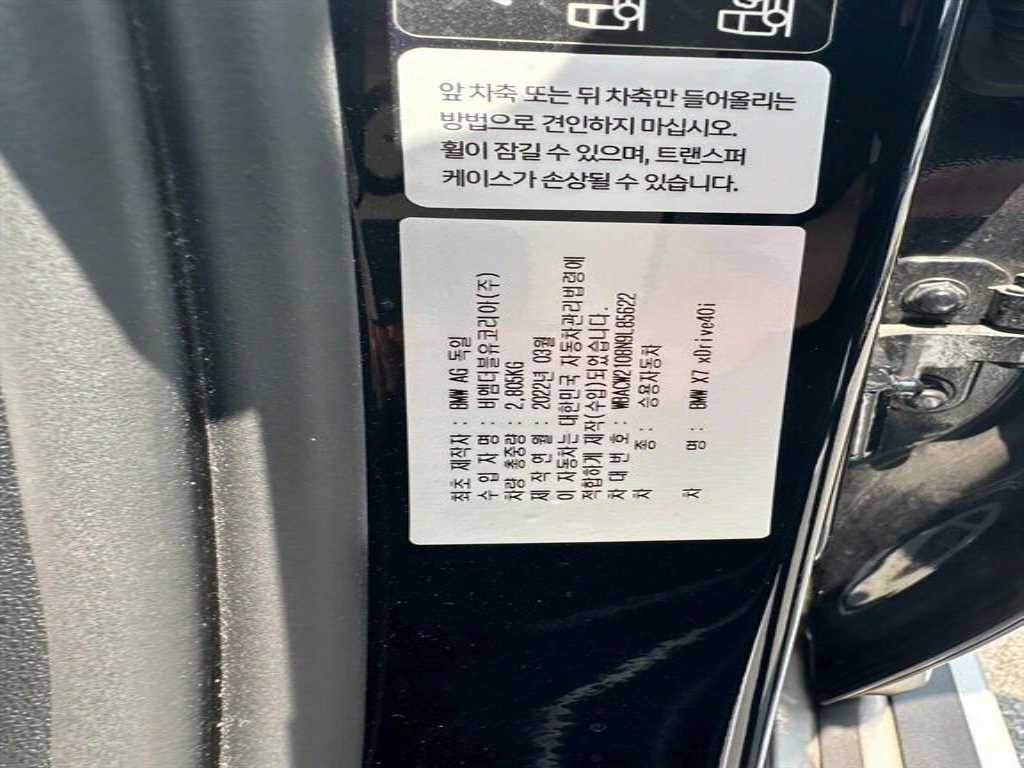 앞 차축 또는 뒤 차축만 들어올리는
방법으로 견인하지 마십시오.
휠이 잠길 수 있으며, 트랜스퍼
케이스가 손상될 수 있습니다.
최초 제작자 : BMW AG 독일
수 입 자 명 : 비엠더블유코리아(주)
차량 총중량 : 2,805KG
제 작 연 월 : 2022년 03월
이 자동차는 대한민국 자동차관리법령에
적합하게 제작(수입)되었습니다.
차 대 번 호 : WBACW2108N9L85622
차 종 : 승용자동차
차 명 : BMW X7 xDrive40i